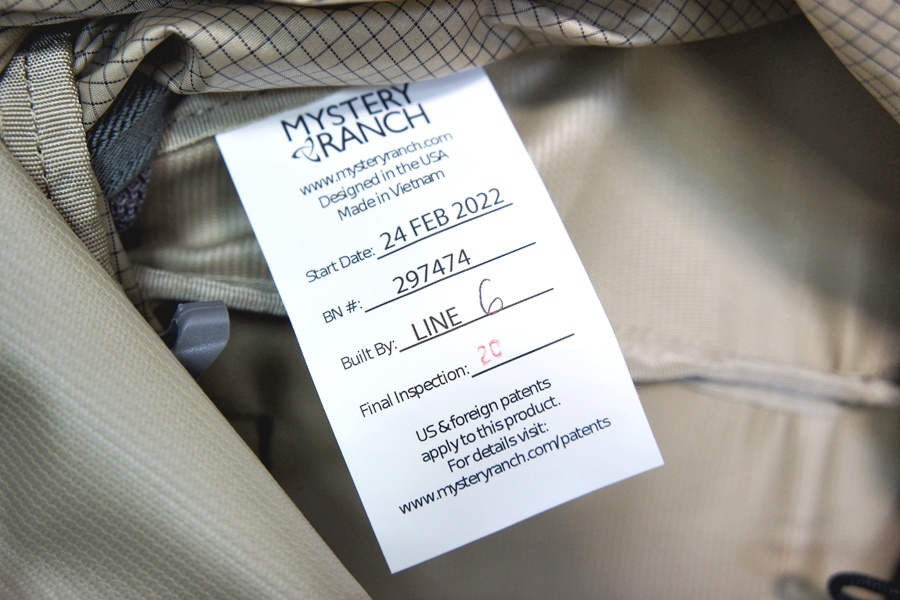 MYSTERY
RANCH
www.mysteryranch.com
Designed in the USA
Made in Vietnam
Start Date: 24 FEB 2022
BN #: 297474
Built By: LINE 6
Final Inspection: 20
US & foreign patents
apply to this product.
For details visit:
www.mysteryranch.com/patents